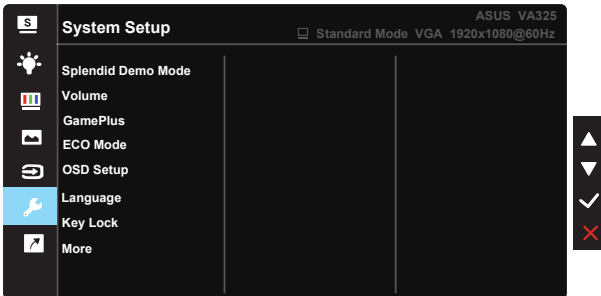 S
System Setup
ASUS VA325
Standard Mode VGA 1920x1080@60Hz
Splendid Demo Mode
Volume
GamePlus
ECO Mode
OSD Setup
Language
Key Lock
More